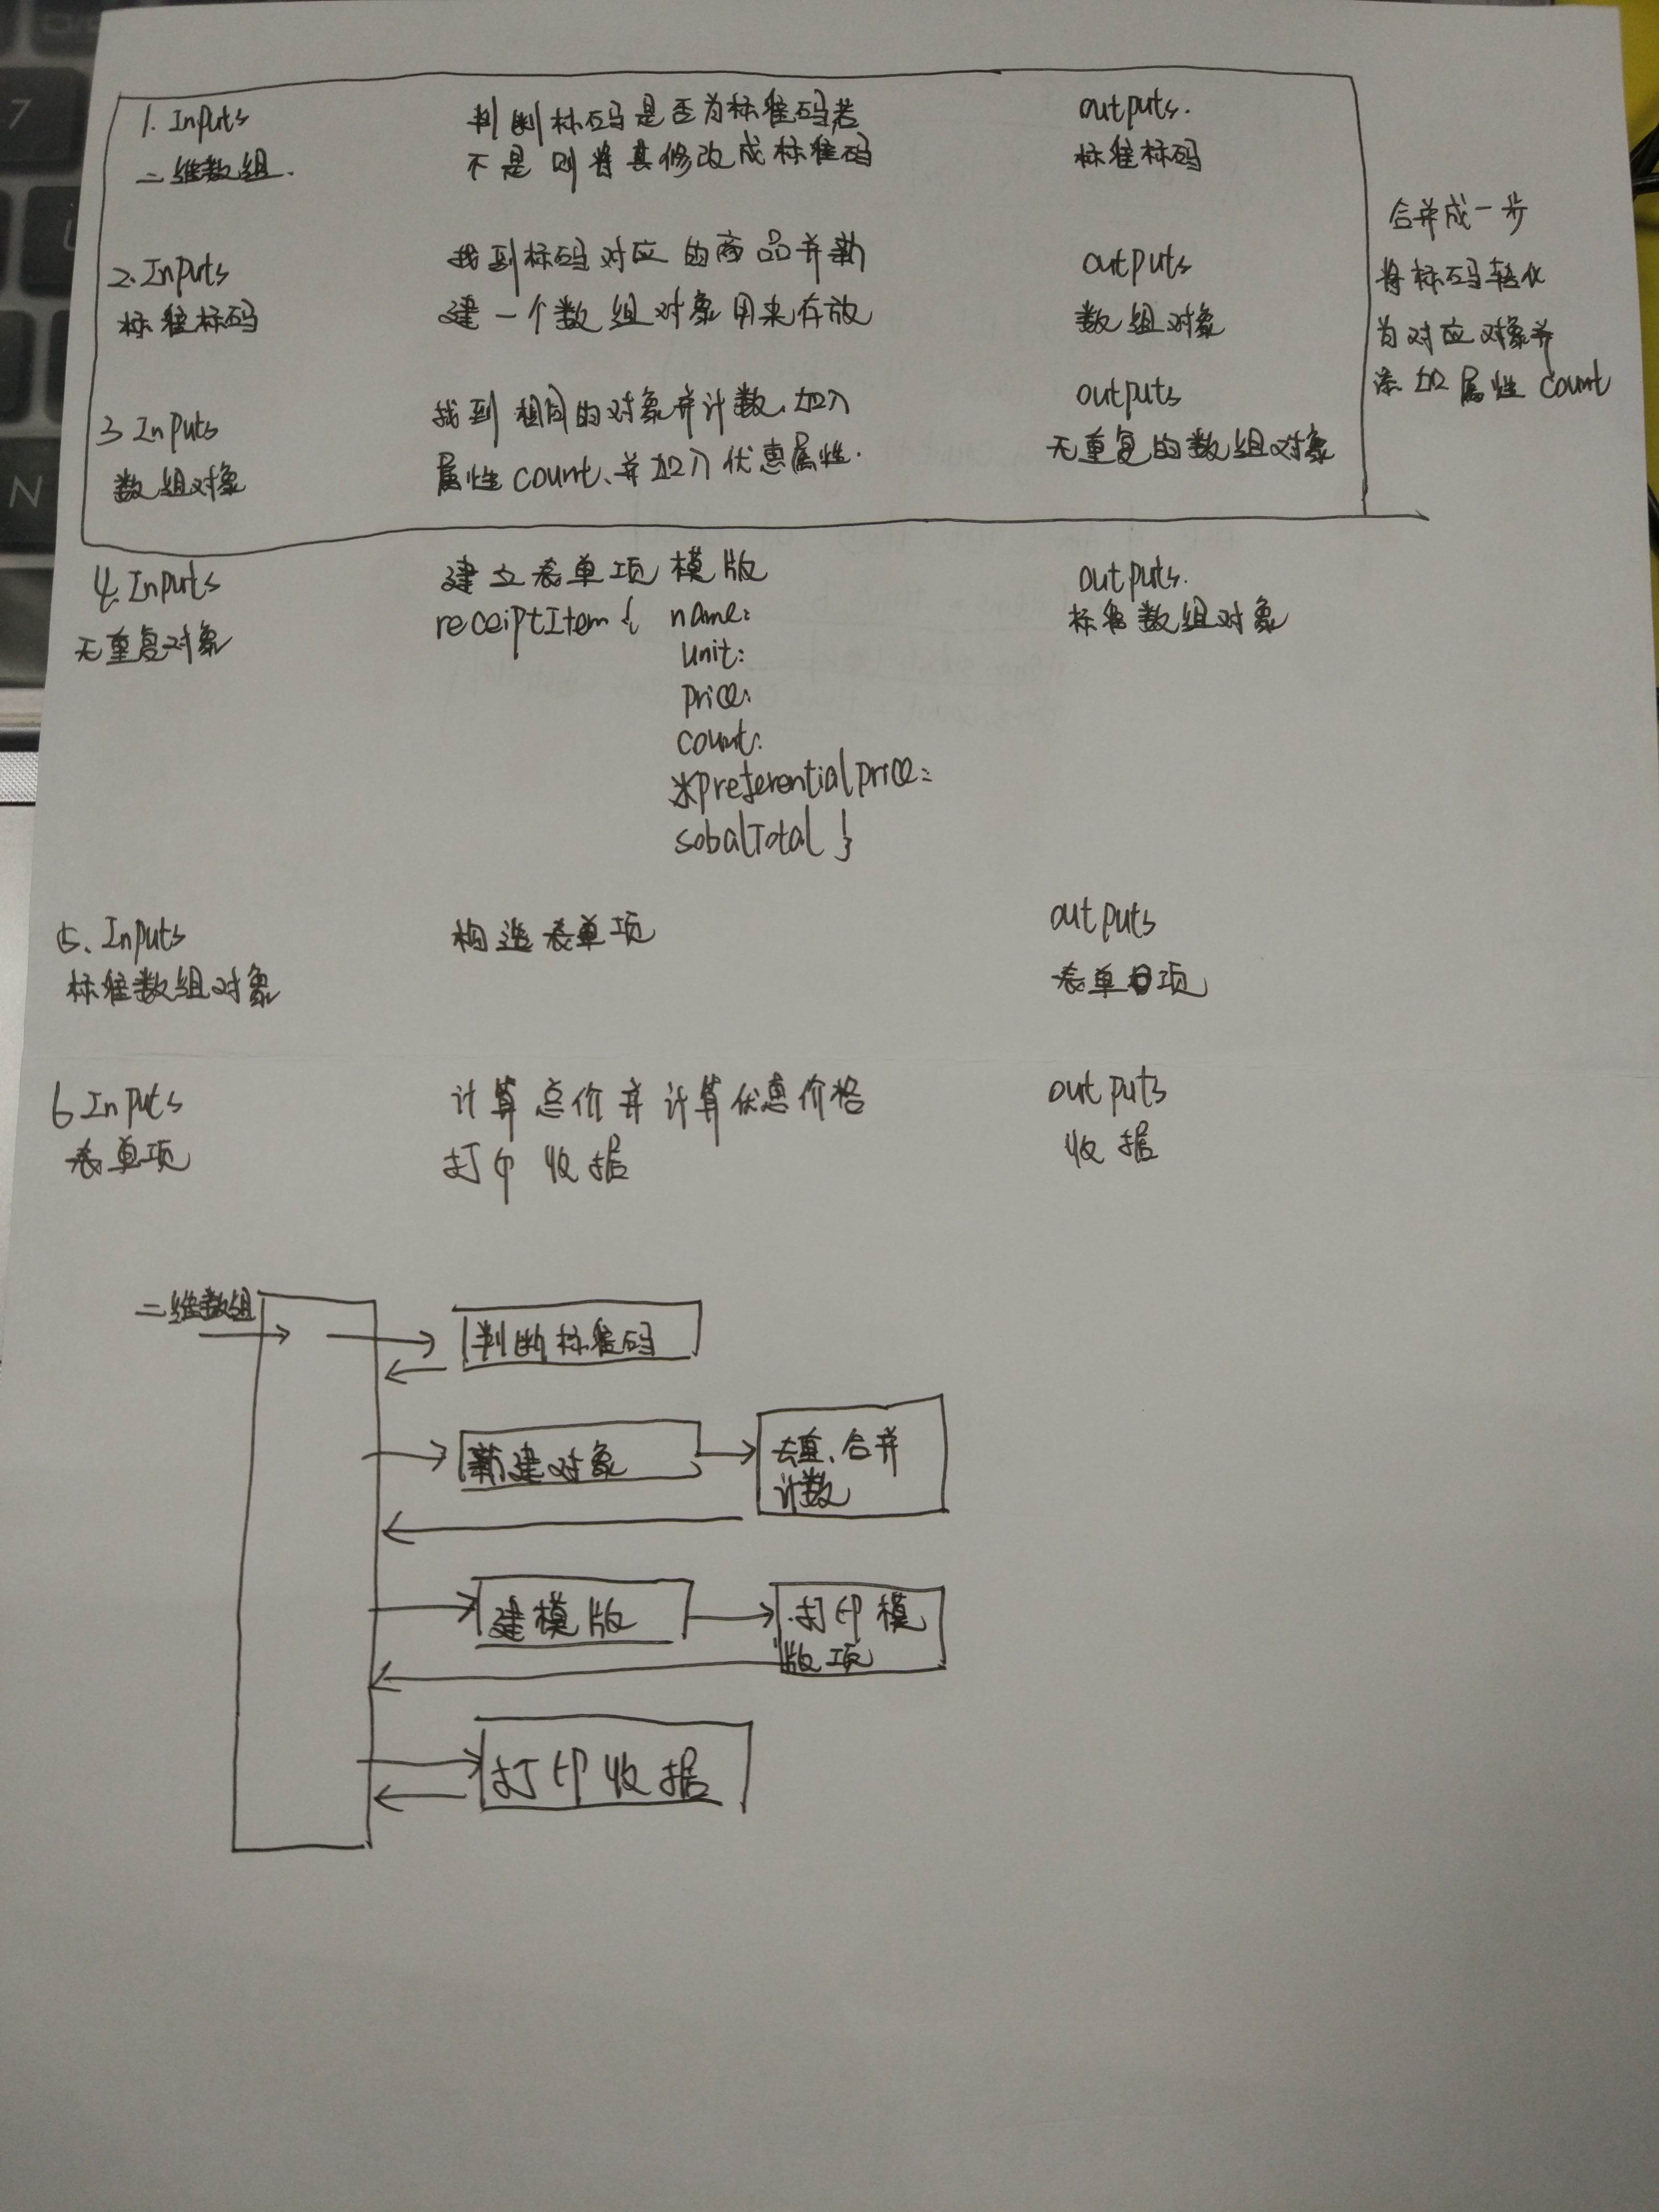 1. Inputs
二维数组.
判断标码是否为标准码若
不是则将其修改成标准码
outputs.
标准标码
2. Inputs
标准标码
找到标码对应的商品并新
建一个数组对象用来存放
outputs
数组对象
3 Inputs
数组对象
找到相同的对象并计数、加入
属性count、并加入优惠属性.
outputs
无重复的数组对象
合并成一步
将标码转化
为对应对象并
添加属性 count
4. Inputs
无重复对象
建立表单项模版
receiptItem { name:
unit:
price:
count:
*preferentialprice:
sobalTotal }
outputs.
标准数组对象
5. Inputs
标准数组对象
构造表单项
outputs
表单项
6 Inputs
表单项
计算总价并计算优惠价格
打印收据
outputs
收据
二维数组
判断标准码
新建对象
去重、合并
计数
建模版
打印模
版项
打印收据
N
7